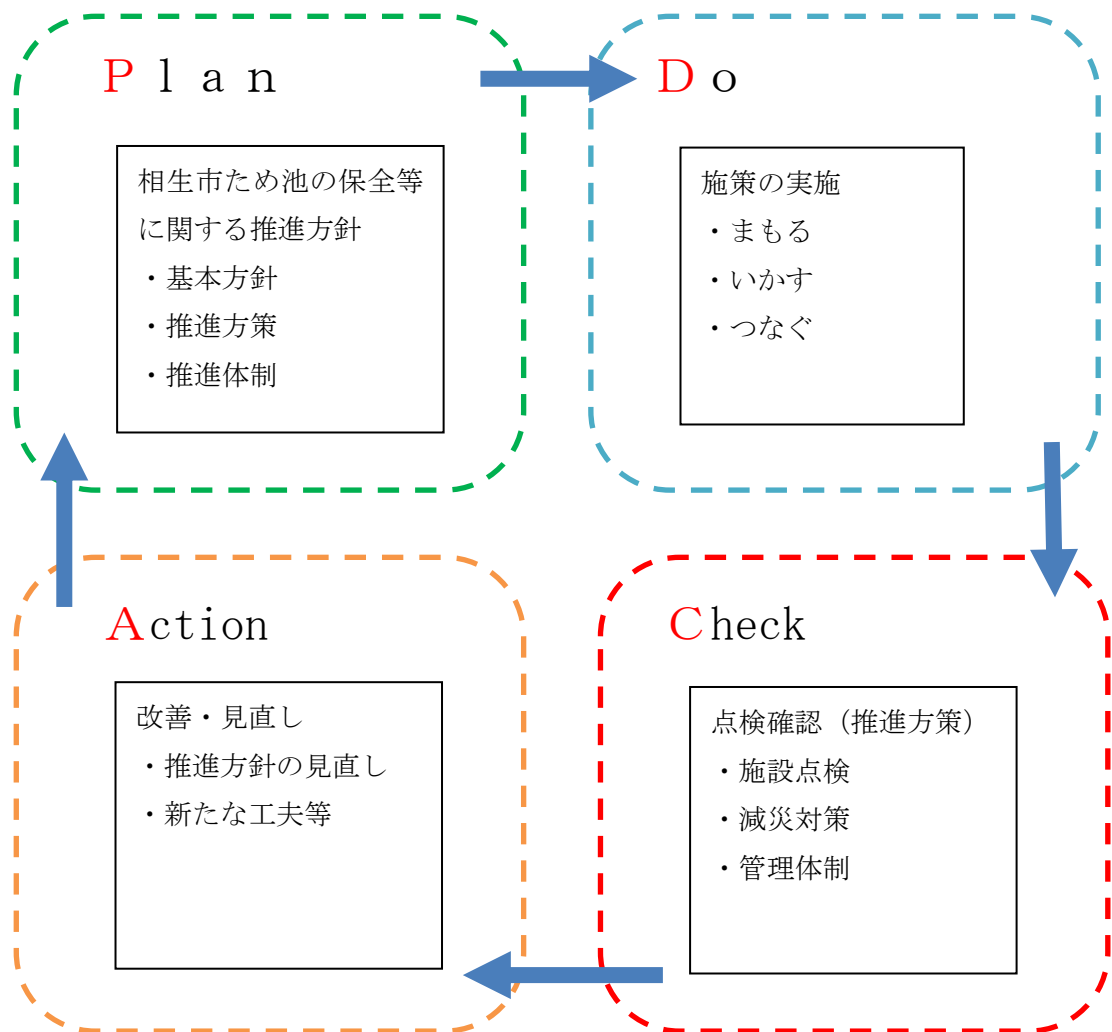 Plan
相生市ため池の保全等
に関する推進方針
・基本方針
・推進方策
・推進体制
Do
施策の実施
・まもる
・いかす
・つなぐ
Action
改善・見直し
・推進方針の見直し
・新たな工夫等
Check
点検確認（推進方策）
・施設点検
・減災対策
・管理体制